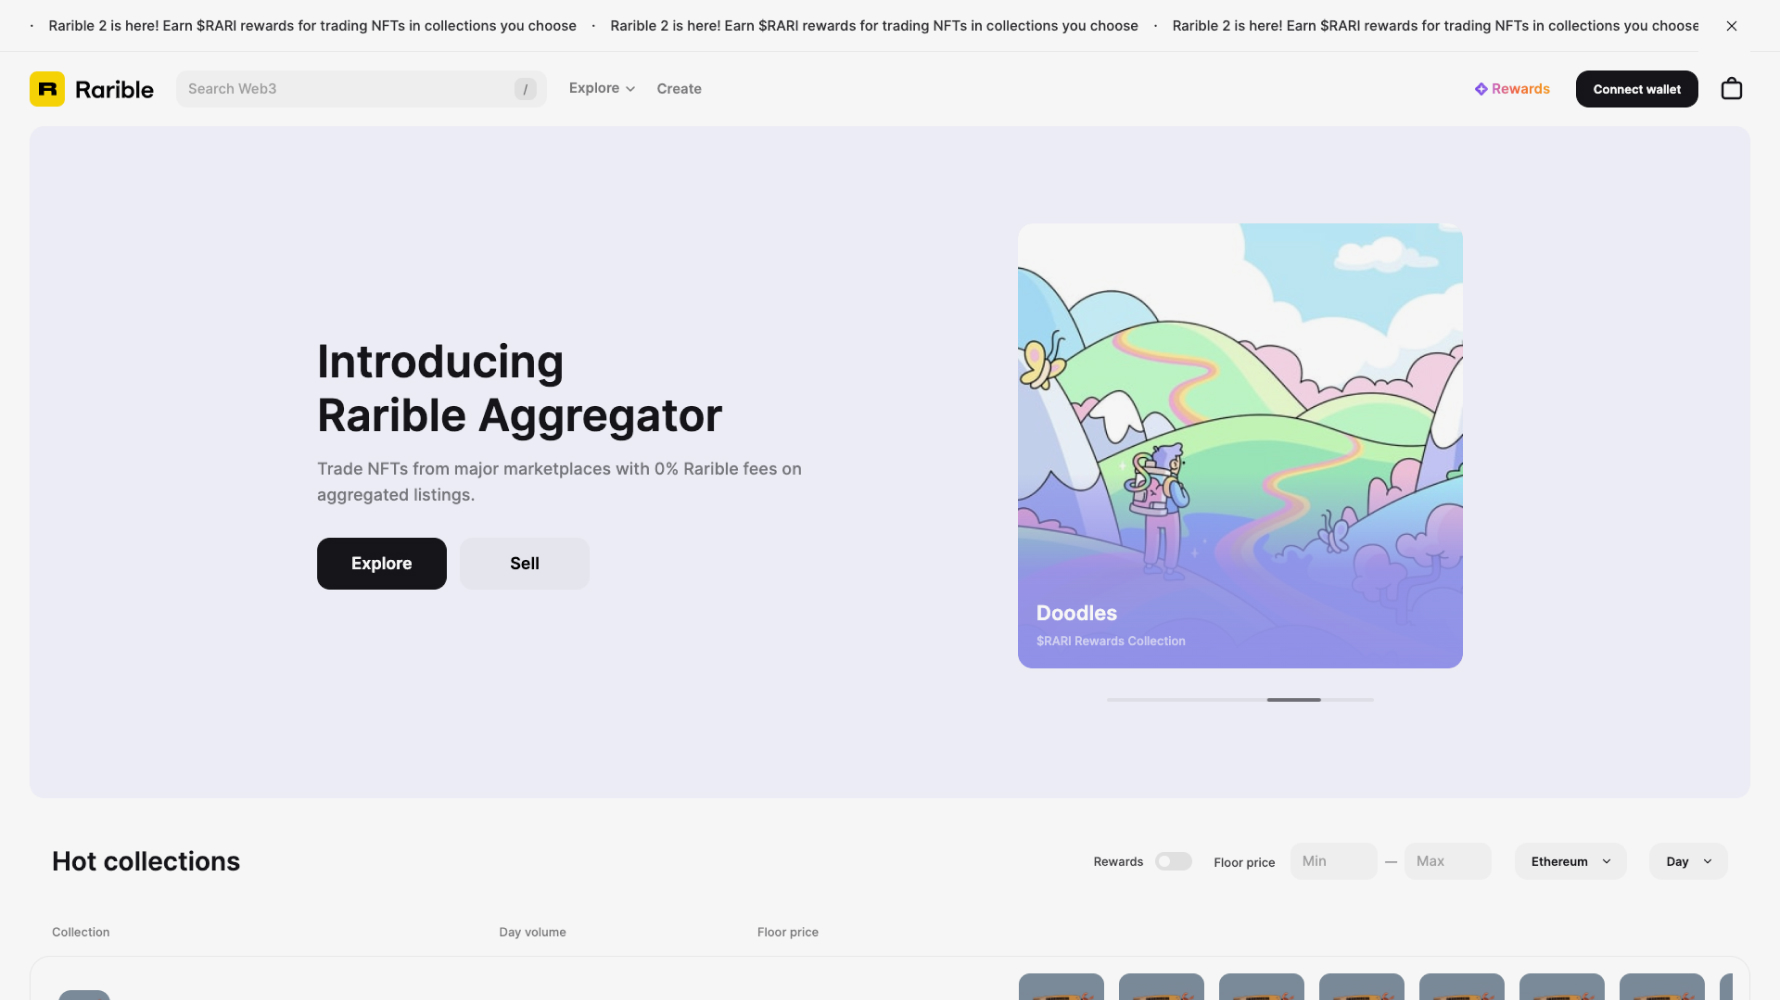 · Rarible 2 is here! Earn $RARI rewards for trading NFTs in collections you choose · Rarible 2 is here! Earn $RARI rewards for trading NFTs in collections you choose · Rarible 2 is here! Earn $RARI rewards for trading NFTs in collections you choose
R Rarible Search Web3 / Explore Create Rewards Connect wallet
Introducing
Rarible Aggregator
Trade NFTs from major marketplaces with 0% Rarible fees on
aggregated listings.
Explore Sell
Doodles
$RARI Rewards Collection
Hot collections Rewards Floor price Min — Max Ethereum Day
Collection Day volume Floor price